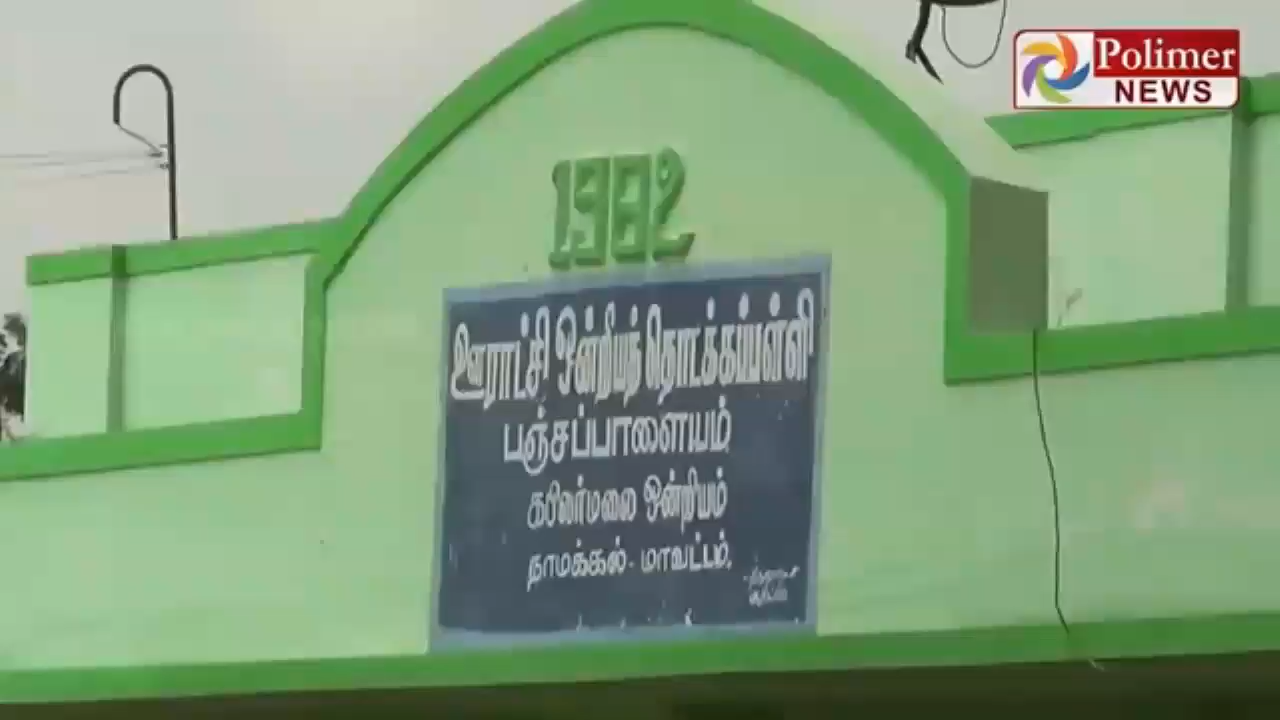 Polimer
NEWS
1982
ஊராட்சி ஒன்றியத் தொடக்கப்பள்ளி
பஞ்சப்பாளையம்
கபிலர்மலை ஒன்றியம்
நாமக்கல் - மாவட்டம்.